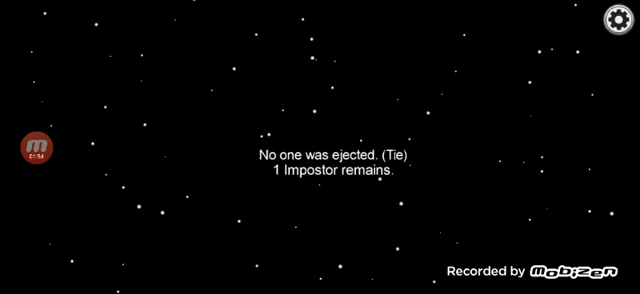 No one was ejected. (Tie)
1 Impostor remains.
01:54
Recorded by Mobizen